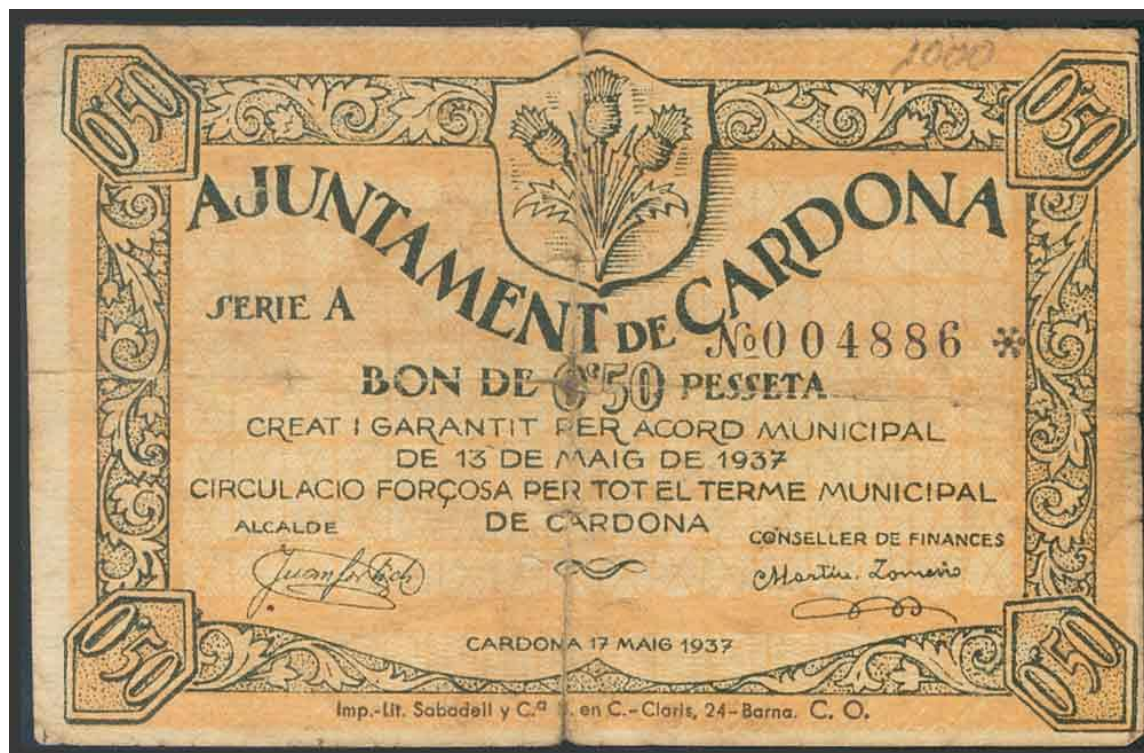 1000
0'50 0'50
AJUNTAMENT DE CARDONA
SERIE A No 004886 *
BON DE 0'50 PESSETA
CREAT I GARANTIT PER ACORD MUNICIPAL
DE 13 DE MAIG DE 1937
CIRCULACIO FORÇOSA PER TOT EL TERME MUNICIPAL
DE CARDONA
ALCALDE CONSELLER DE FINANCES
Martin
CARDONA 17 MAIG 1937
0'50 0'50
Imp.-Lit. Sabadell y C.ª en C.-Claris, 24-Barna. C. O.